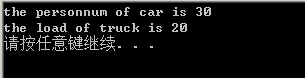 the personnum of car is 30
the load of truck is 20
请按任意键继续. . .